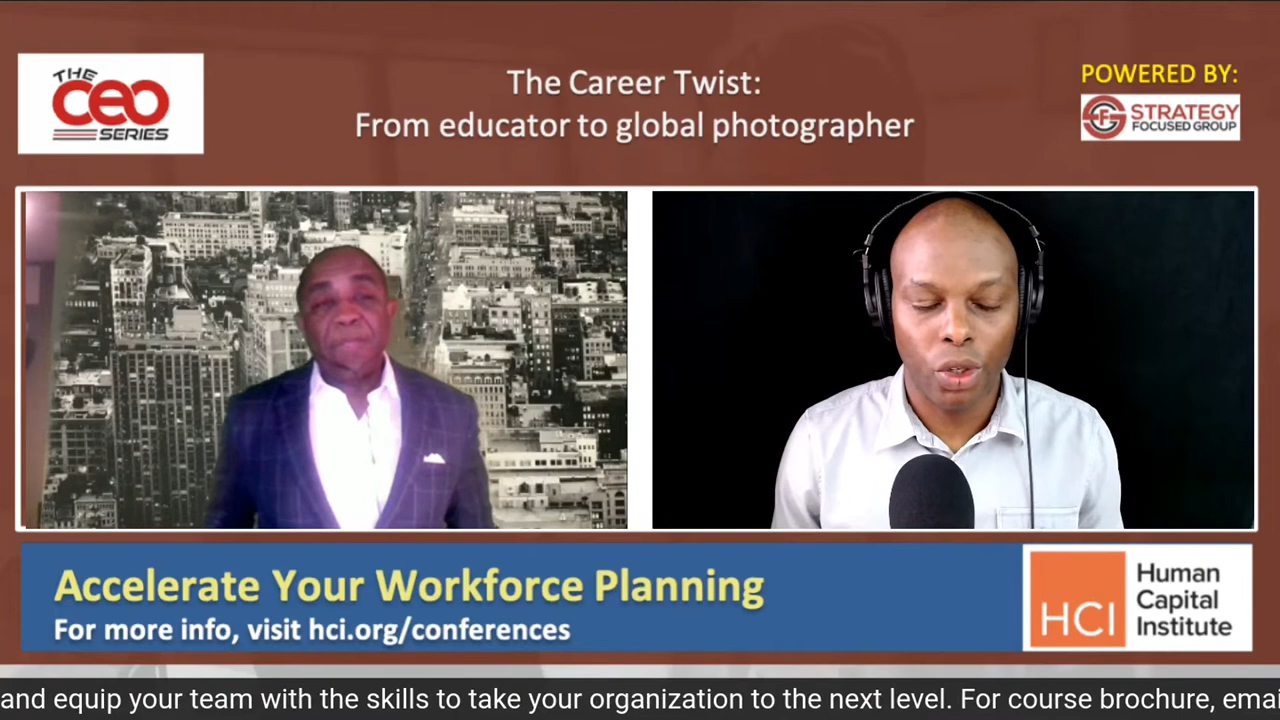 THE
CEO
SERIES
The Career Twist:
From educator to global photographer
POWERED BY:
SFG
STRATEGY
FOCUSED GROUP
Accelerate Your Workforce Planning
For more info, visit hci.org/conferences
HCI
Human
Capital
Institute
and equip your team with the skills to take your organization to the next level. For course brochure, emai